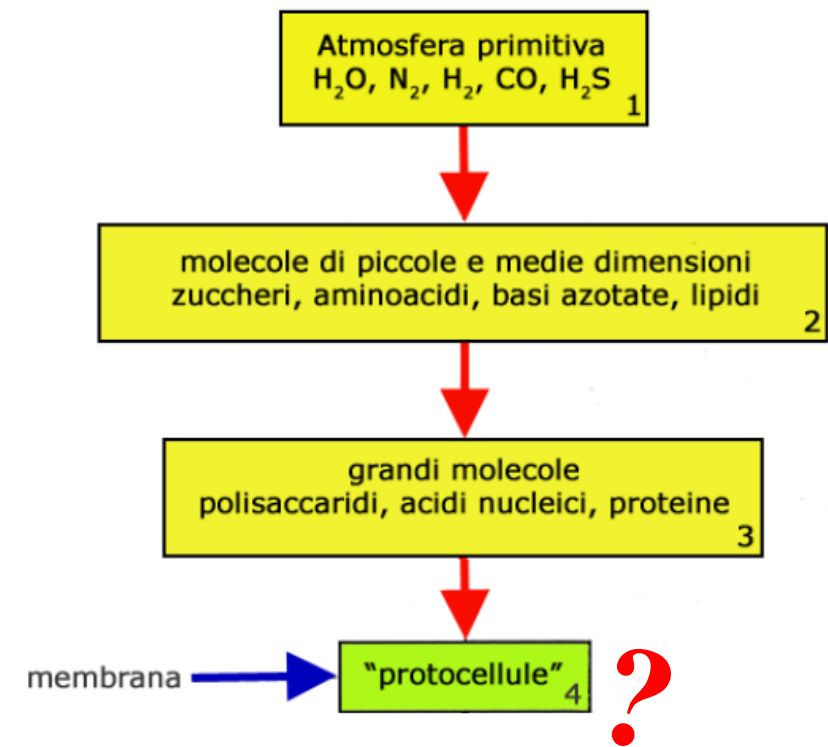 Atmosfera primitiva
H₂O, N₂, H₂, CO, H₂S
1
molecole di piccole e medie dimensioni
zuccheri, aminoacidi, basi azotate, lipidi
2
grandi molecole
polisaccaridi, acidi nucleici, proteine
3
membrana
“protocellule”
4
?